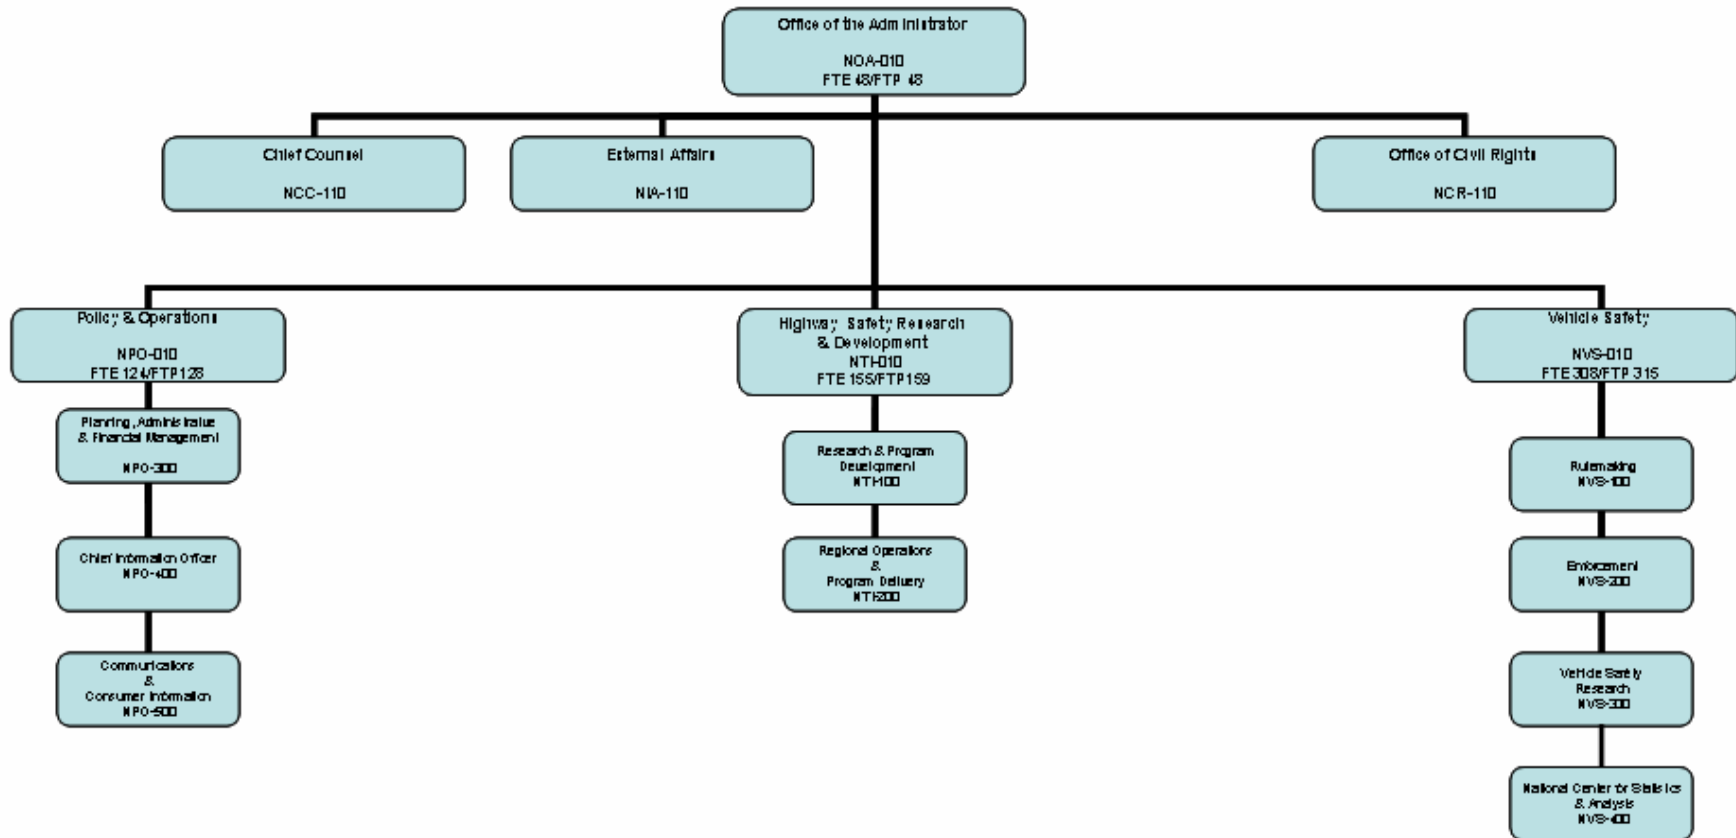 Office of the Administrator
NOA-010
FTE 48/FTP 48
Chief Counsel
NCC-110
External Affairs
NIA-110
Office of Civil Rights
NCR-110
Policy & Operations
NPO-010
FTE 124/FTP 128
Highway Safety Research
& Development
NTI-010
FTE 155/FTP 159
Vehicle Safety
NVS-010
FTE 308/FTP 315
Planning, Administrative
& Financial Management
NPO-300
Chief Information Officer
NPO-400
Communications
&
Consumer Information
NPO-500
Research & Program
Development
NTI-100
Regional Operations
&
Program Delivery
NTI-200
Rulemaking
NVS-100
Enforcement
NVS-200
Vehicle Safety
Research
NVS-300
National Center for Statistics
& Analysis
NVS-400